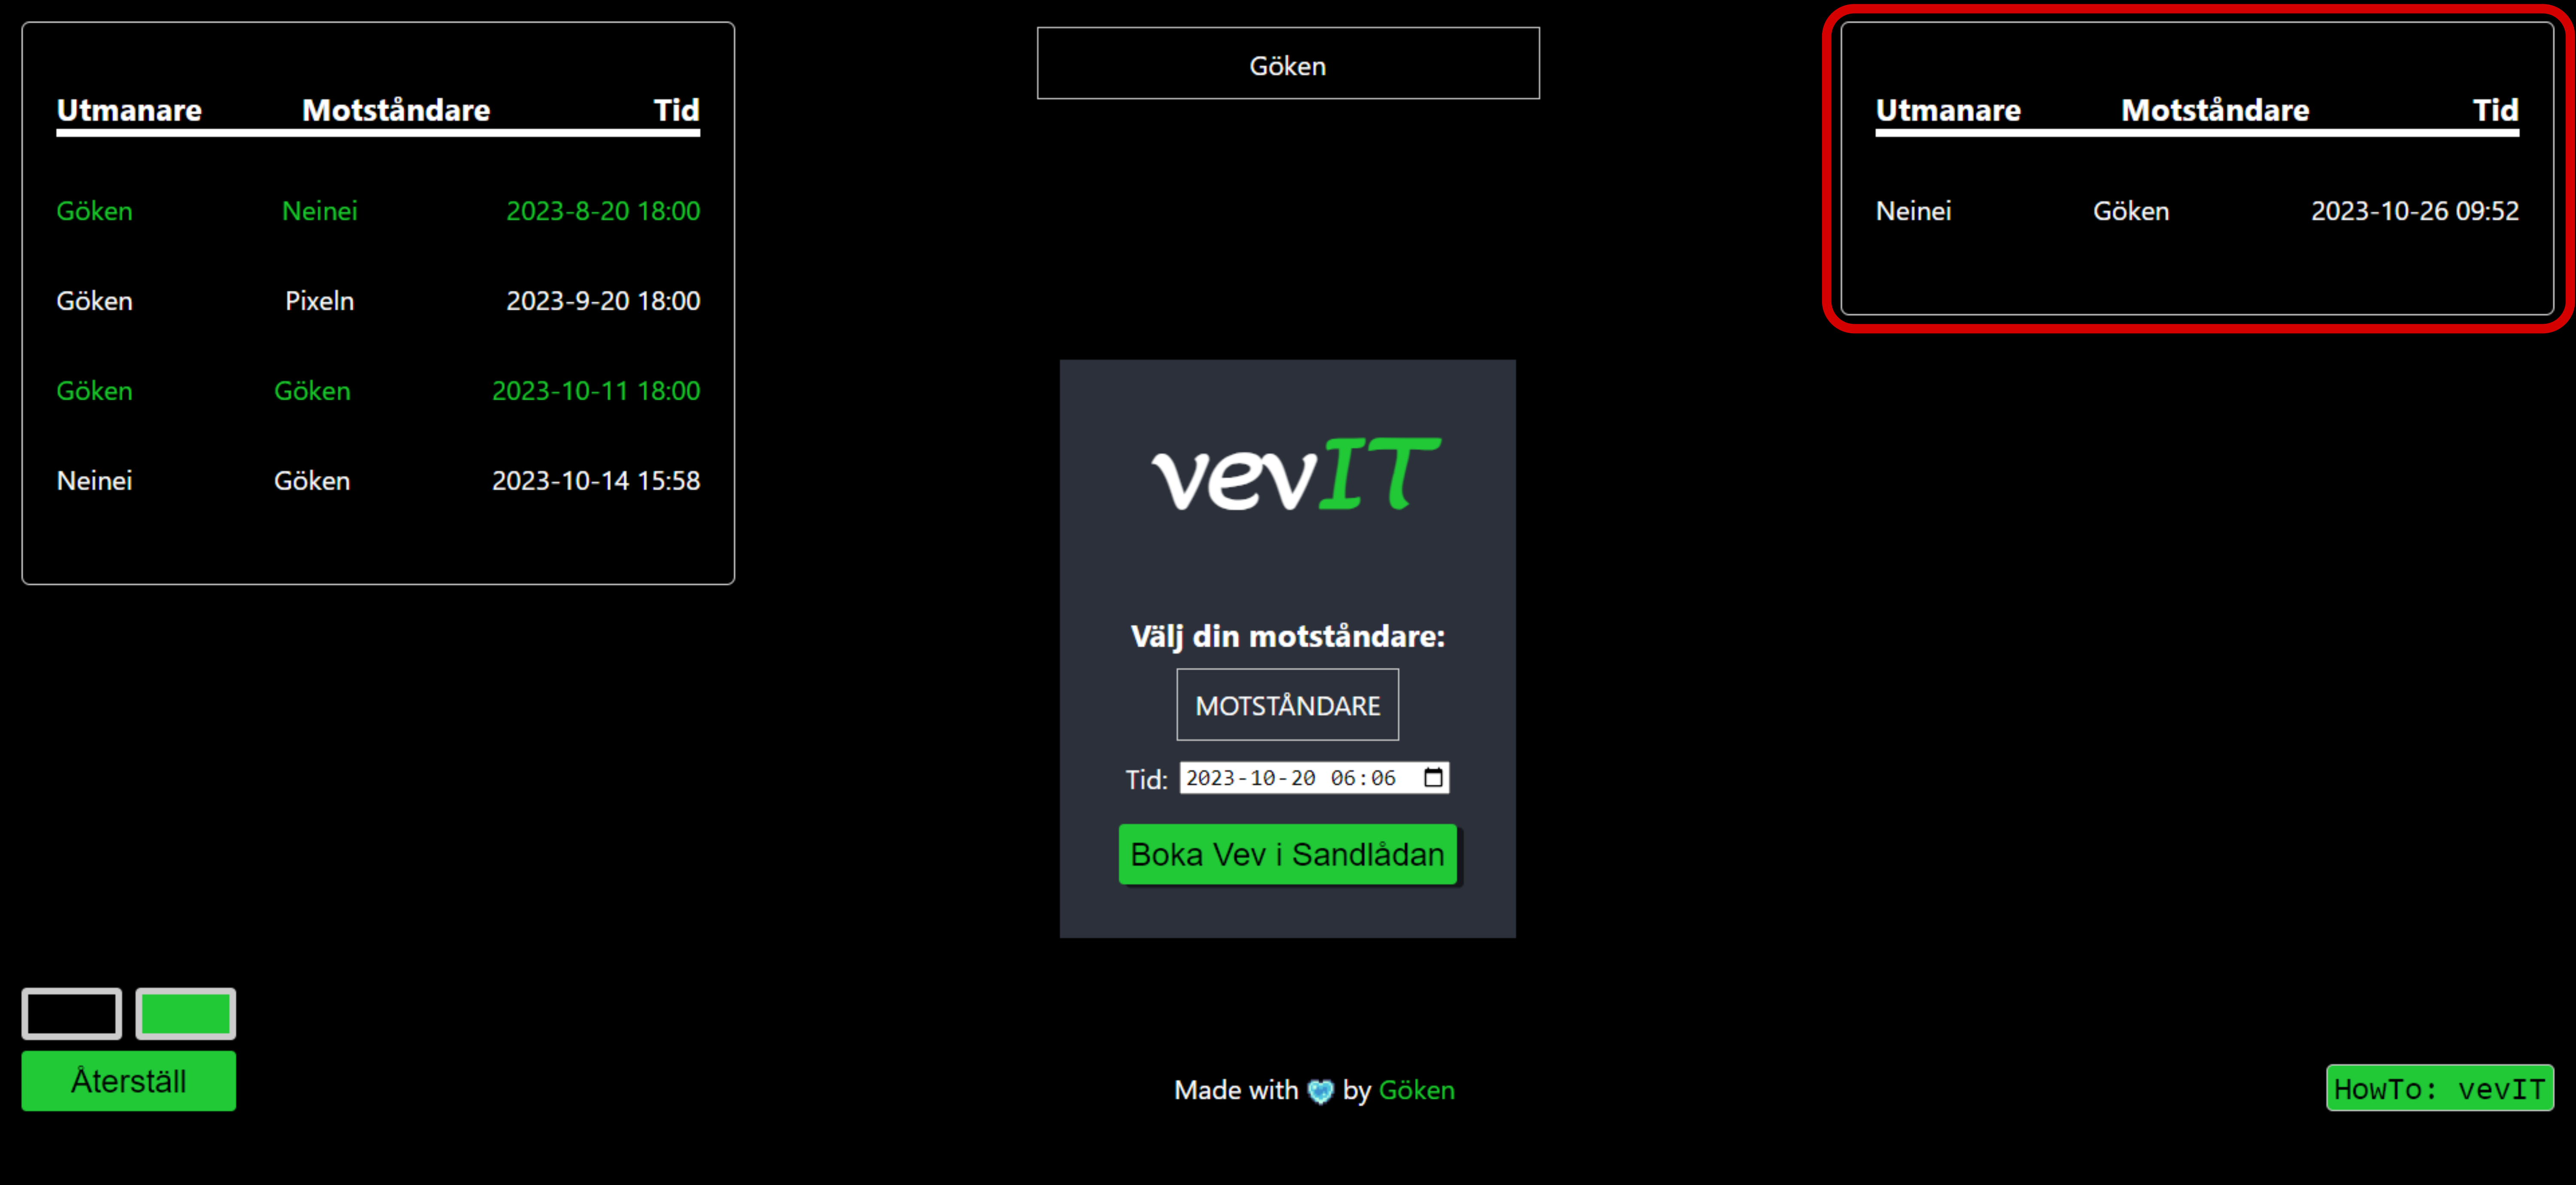 Utmanare Motståndare Tid
Göken Neinei 2023-8-20 18:00
Göken Pixeln 2023-9-20 18:00
Göken Göken 2023-10-11 18:00
Neinei Göken 2023-10-14 15:58
Göken
Utmanare Motståndare Tid
Neinei Göken 2023-10-26 09:52
vevIT
Välj din motståndare:
MOTSTÅNDARE
Tid: 2023-10-20 06:06
Boka Vev i Sandlådan
Återställ
Made with 💙 by Göken
HowTo: vevIT